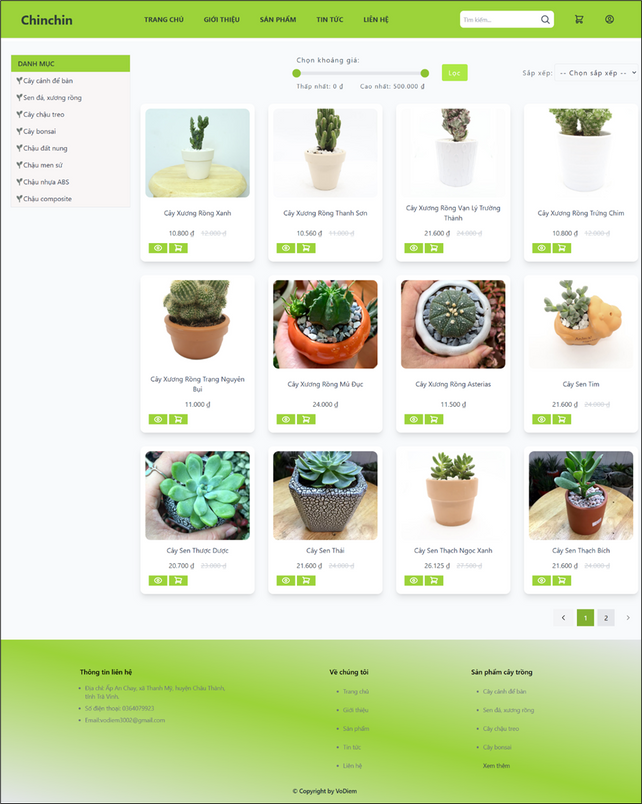 Chinchin
TRANG CHỦ
GIỚI THIỆU
SẢN PHẨM
TIN TỨC
LIÊN HỆ
Tìm kiếm...
DANH MỤC
Cây cảnh để bàn
Sen đá, xương rồng
Cây chậu treo
Cây bonsai
Chậu đất nung
Chậu men sứ
Chậu nhựa ABS
Chậu composite
Chọn khoảng giá:
Thấp nhất: 0 ₫
Cao nhất: 500.000 ₫
Lọc
Sắp xếp:
-- Chọn sắp xếp --
Cây Xương Rồng Xanh
10.800 ₫ 12.000 ₫
Cây Xương Rồng Thanh Sơn
10.560 ₫ 11.000 ₫
Cây Xương Rồng Vạn Lý Trường
Thành
21.600 ₫ 24.000 ₫
Cây Xương Rồng Trứng Chim
10.800 ₫ 12.000 ₫
Cây Xương Rồng Trạng Nguyên
Bụi
11.000 ₫
Cây Xương Rồng Mù Đục
24.000 ₫
Cây Xương Rồng Asterias
11.500 ₫
Cây Sen Tim
21.600 ₫ 24.000 ₫
Cây Sen Thược Dược
20.700 ₫ 23.000 ₫
Cây Sen Thái
21.600 ₫ 24.000 ₫
Cây Sen Thạch Ngọc Xanh
26.125 ₫ 27.500 ₫
Cây Sen Thạch Bích
21.600 ₫ 24.000 ₫
1
2
Thông tin liên hệ
Địa chỉ: Ấp An Chay, xã Thanh Mỹ, huyện Châu Thành,
tỉnh Trà Vinh.
Số điện thoại: 0364079923
Email:vodiem3002@gmail.com
Về chúng tôi
Trang chủ
Giới thiệu
Sản phẩm
Tin tức
Liên hệ
Sản phẩm cây trồng
Cây cảnh để bàn
Sen đá, xương rồng
Cây chậu treo
Cây bonsai
Xem thêm
© Copyright by VoDiem